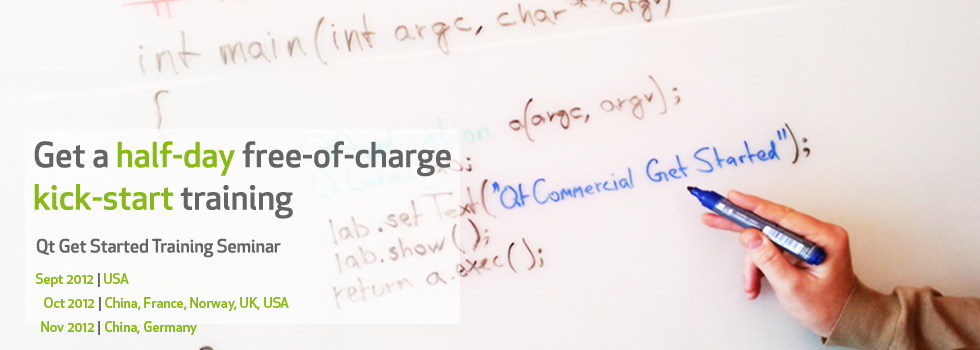 int main(int argc, char** argv)
{
a(argc, argv);
lab.setText("Qt Commercial Get Started");
lab.show();
return a.exec();
Get a half-day free-of-charge
kick-start training
Qt Get Started Training Seminar
Sept 2012 | USA
Oct 2012 | China, France, Norway, UK, USA
Nov 2012 | China, Germany